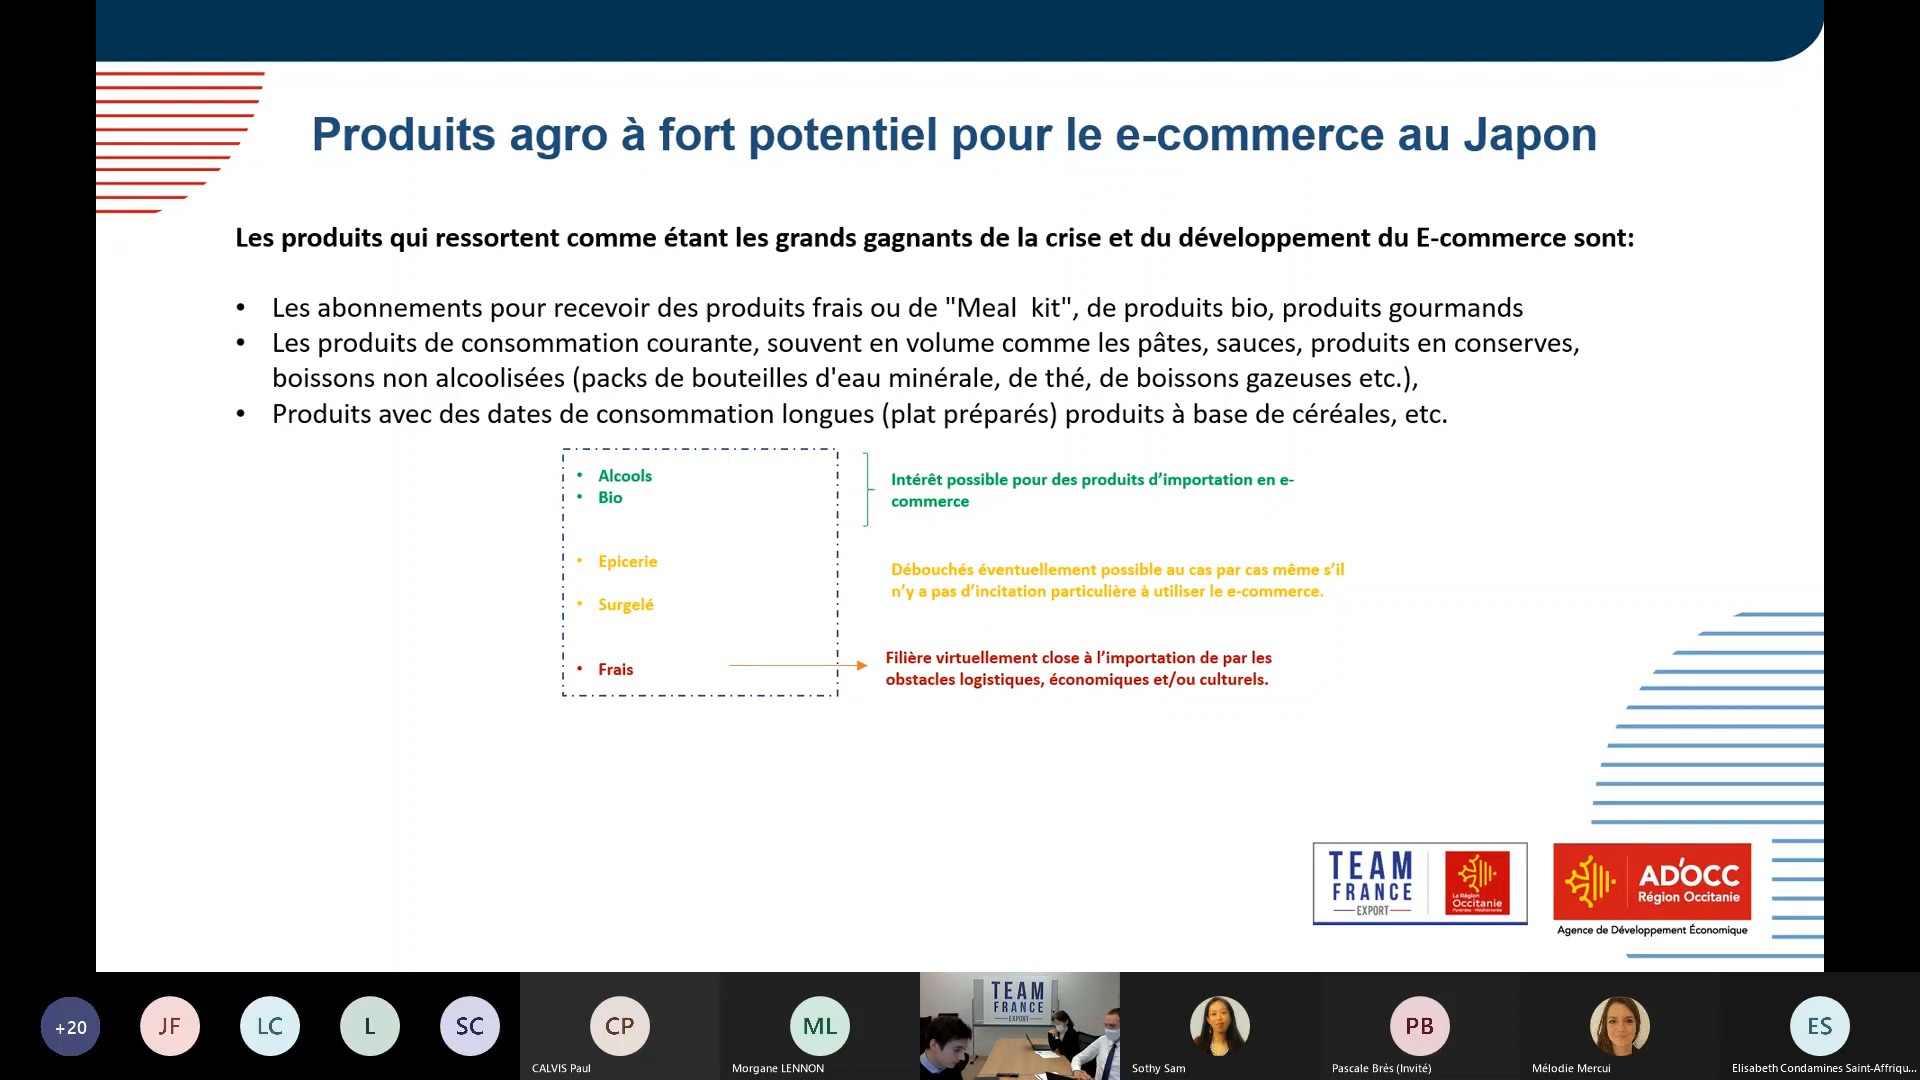 Produits agro à fort potentiel pour le e-commerce au Japon
Les produits qui ressortent comme étant les grands gagnants de la crise et du développement du E-commerce sont:
• Les abonnements pour recevoir des produits frais ou de "Meal kit", de produits bio, produits gourmands
• Les produits de consommation courante, souvent en volume comme les pâtes, sauces, produits en conserves,
boissons non alcoolisées (packs de bouteilles d'eau minérale, de thé, de boissons gazeuses etc.),
• Produits avec des dates de consommation longues (plat préparés) produits à base de céréales, etc.
• Alcools
• Bio
Intérêt possible pour des produits d’importation en e-
commerce
• Epicerie
• Surgelé
Débouchés éventuellement possible au cas par cas même s’il
n’y a pas d’incitation particulière à utiliser le e-commerce.
• Frais
Filière virtuellement close à l’importation de par les
obstacles logistiques, économiques et/ou culturels.
TEAM
FRANCE
EXPORT
La Région
Occitanie
Pyrénées - Méditerranée
AD'OCC
Région Occitanie
Agence de Développement Économique
+20
JF
LC
L
SC
CP
CALVIS Paul
ML
Morgane LENNON
TEAM
FRANCE
EXPORT
Sothy Sam
PB
Pascale Brès (Invité)
Mélodie Mercui
ES
Elisabeth Condamines Saint-Affriqu...